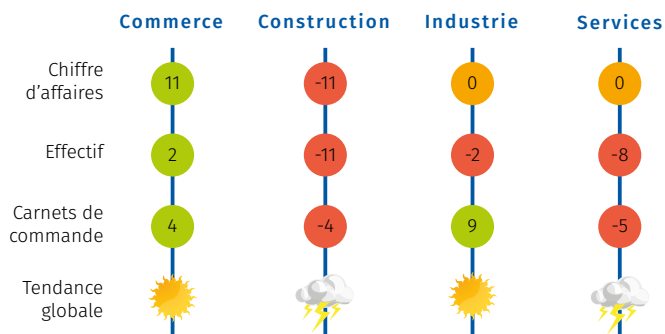 Commerce Construction Industrie Services
Chiffre
d’affaires
11 -11 0 0
Effectif
2 -11 -2 -8
Carnets de
commande
4 -4 9 -5
Tendance
globale